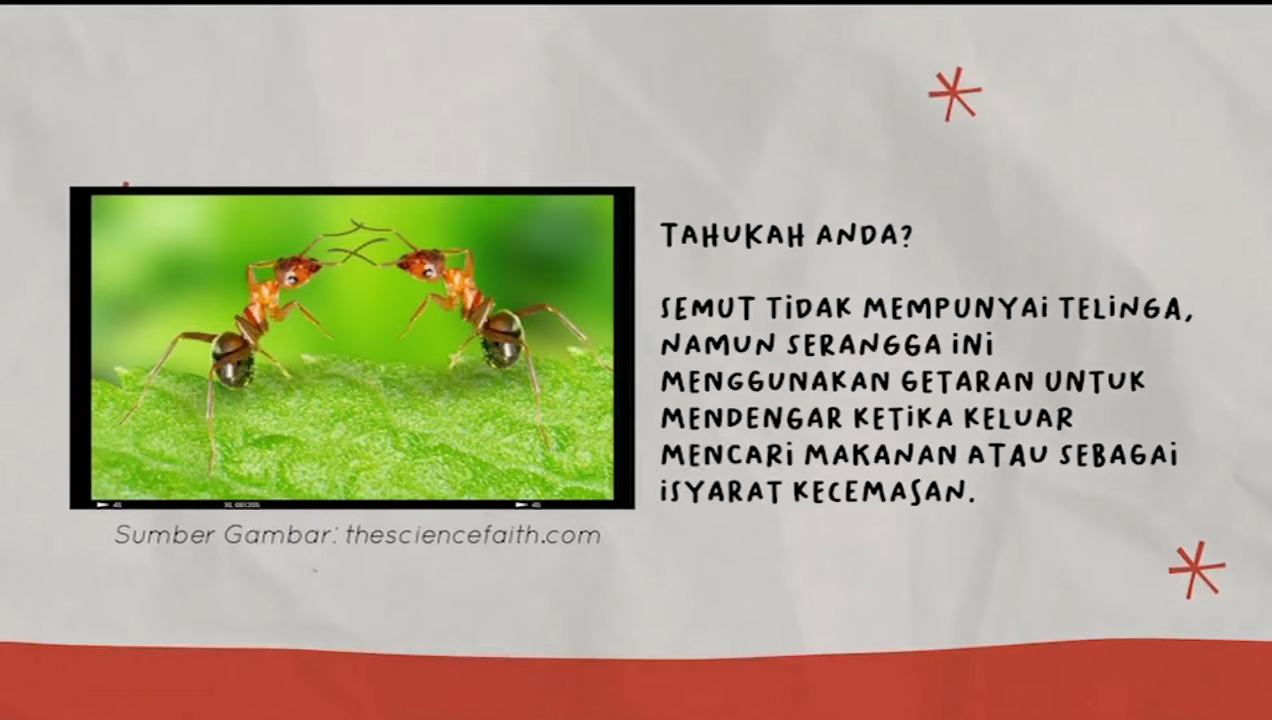 TAHUKAH ANDA?
SEMUT TIDAK MEMPUNYAI TELINGA,
NAMUN SERANGGA INI
MENGGUNAKAN GETARAN UNTUK
MENDENGAR KETIKA KELUAR
MENCARI MAKANAN ATAU SEBAGAI
ISYARAT KECEMASAN.
Sumber Gambar: thesciencefaith.com